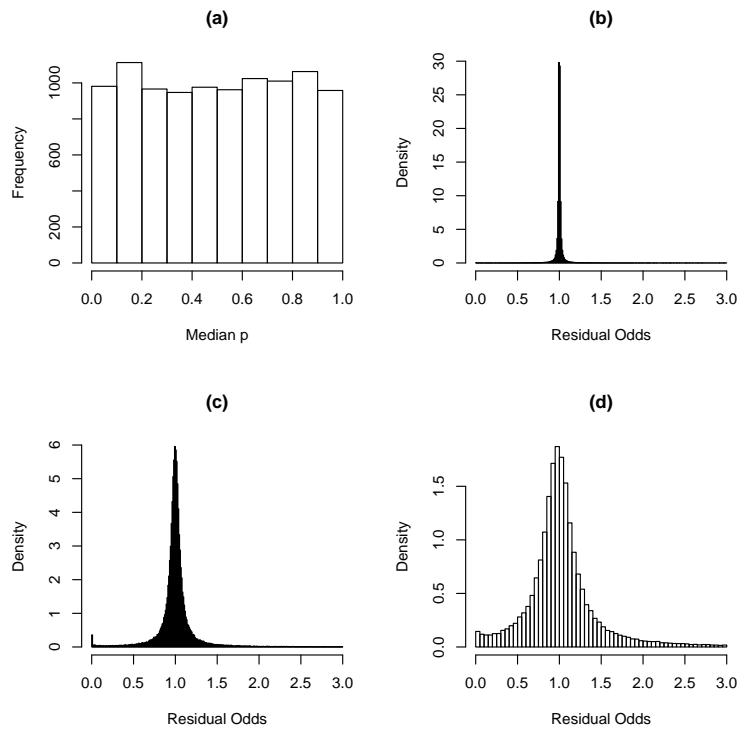 (a)
Frequency
200
600
1000
0
0.0 0.2 0.4 0.6 0.8 1.0
Median p
(b)
Density
0 5 10 15 20 25 30
0.0 0.5 1.0 1.5 2.0 2.5 3.0
Residual Odds
(c)
Density
0 1 2 3 4 5 6
0.0 0.5 1.0 1.5 2.0 2.5 3.0
Residual Odds
(d)
Density
0.0 0.5 1.0 1.5
0.0 0.5 1.0 1.5 2.0 2.5 3.0
Residual Odds